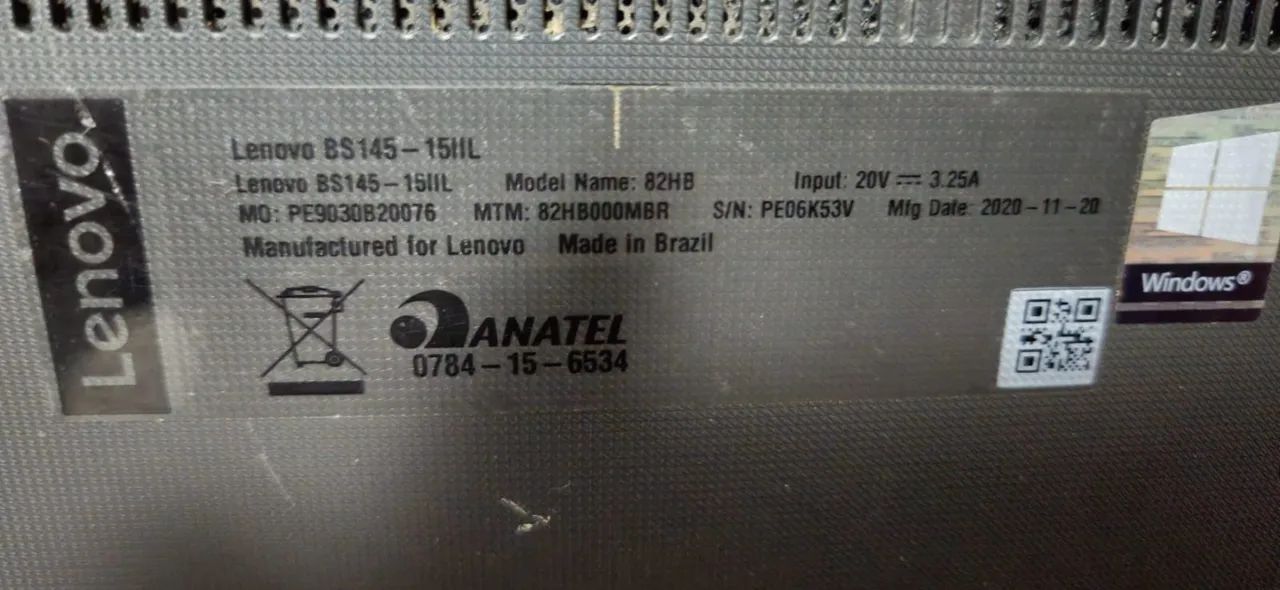 Lenovo
Lenovo BS145-15IIL
Lenovo BS145-15IIL Model Name: 82HB Input: 20V ⎓ 3.25A
MO: PE9030B20076 MTM: 82HB000MBR S/N: PE06K53V Mfg Date: 2020-11-20
Manufactured for Lenovo Made in Brazil
ANATEL
0784-15-6534
Windows®